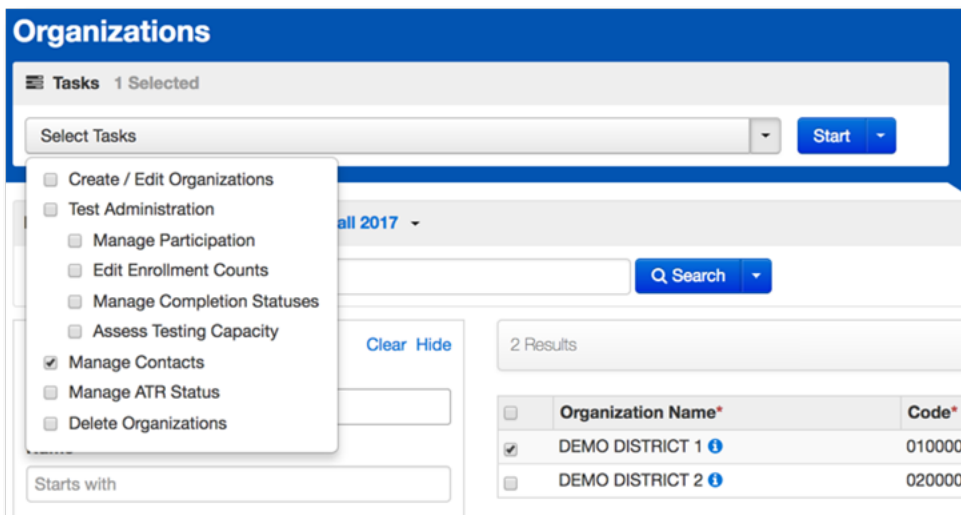 Organizations
Tasks 1 Selected
Select Tasks
Start
Create / Edit Organizations
Test Administration
Manage Participation
Edit Enrollment Counts
Manage Completion Statuses
Assess Testing Capacity
Manage Contacts
Manage ATR Status
Delete Organizations
all 2017
Search
Clear Hide
2 Results
Organization Name* Code*
DEMO DISTRICT 1 010000
DEMO DISTRICT 2 020000
Starts with